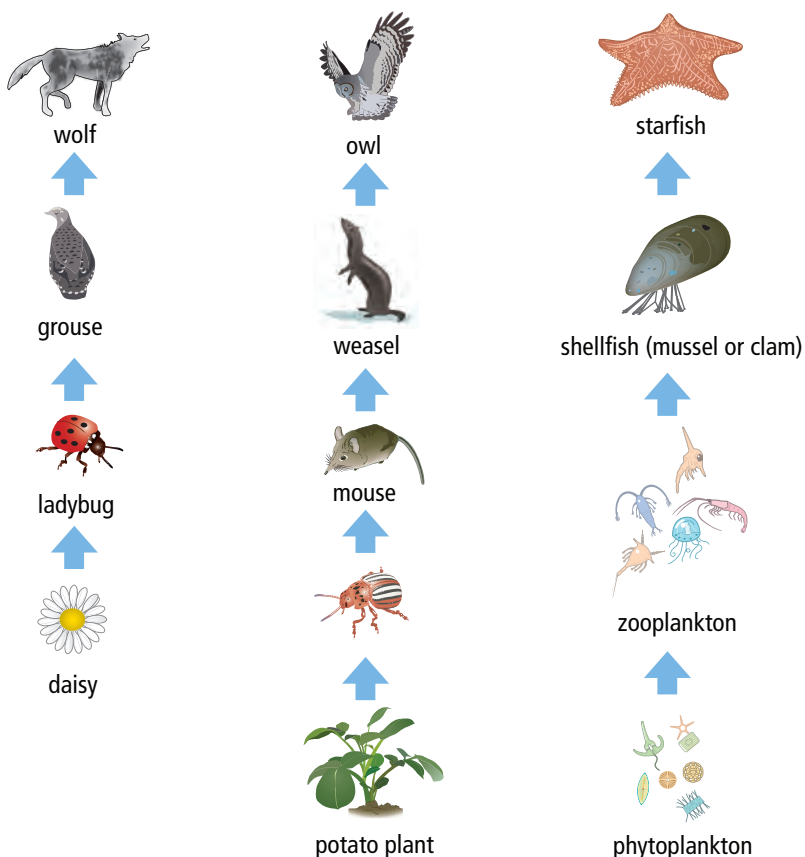 wolf
grouse
ladybug
daisy
owl
weasel
mouse
potato plant
starfish
shellfish (mussel or clam)
zooplankton
phytoplankton